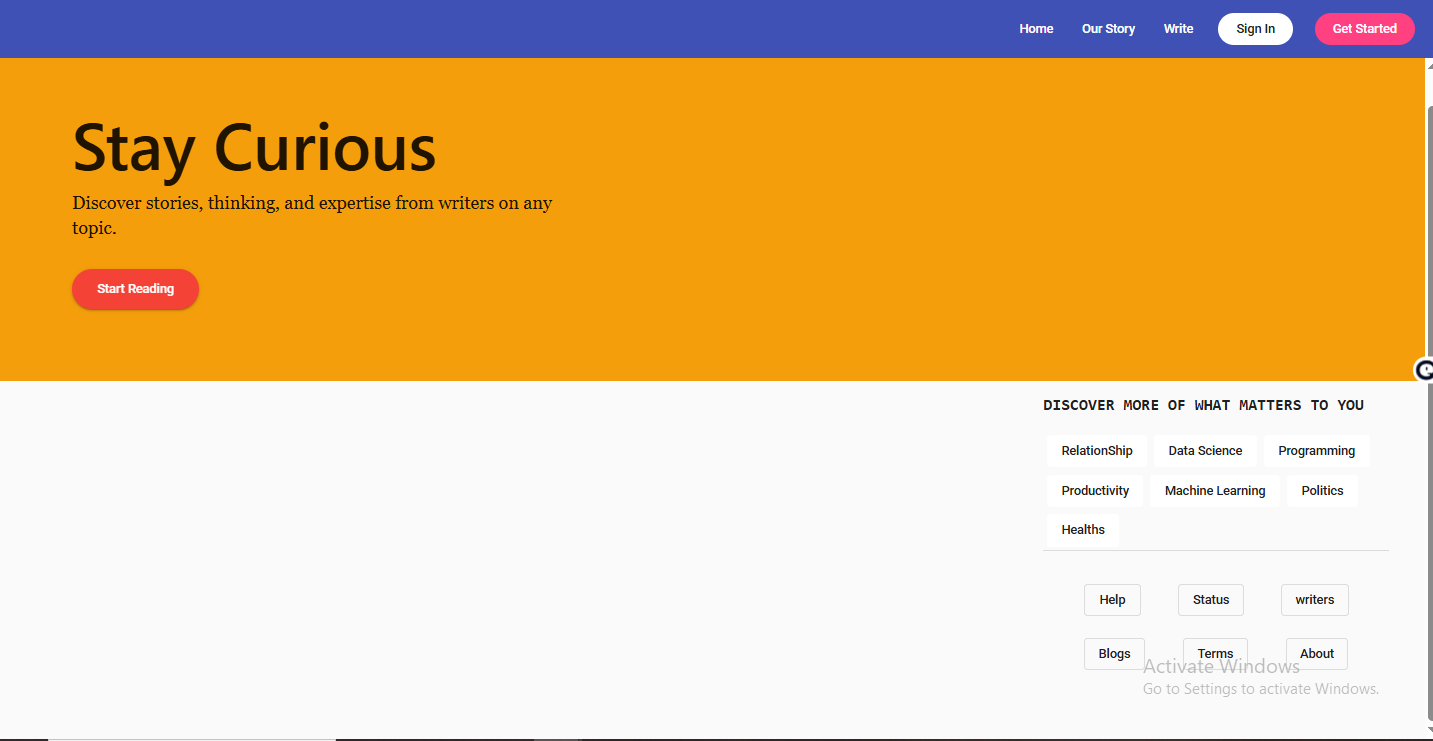 Home Our Story Write Sign In Get Started
Stay Curious
Discover stories, thinking, and expertise from writers on any
topic.
Start Reading
DISCOVER MORE OF WHAT MATTERS TO YOU
RelationShip Data Science Programming
Productivity Machine Learning Politics
Healths
Help Status writers
Blogs Terms About
Activate Windows
Go to Settings to activate Windows.